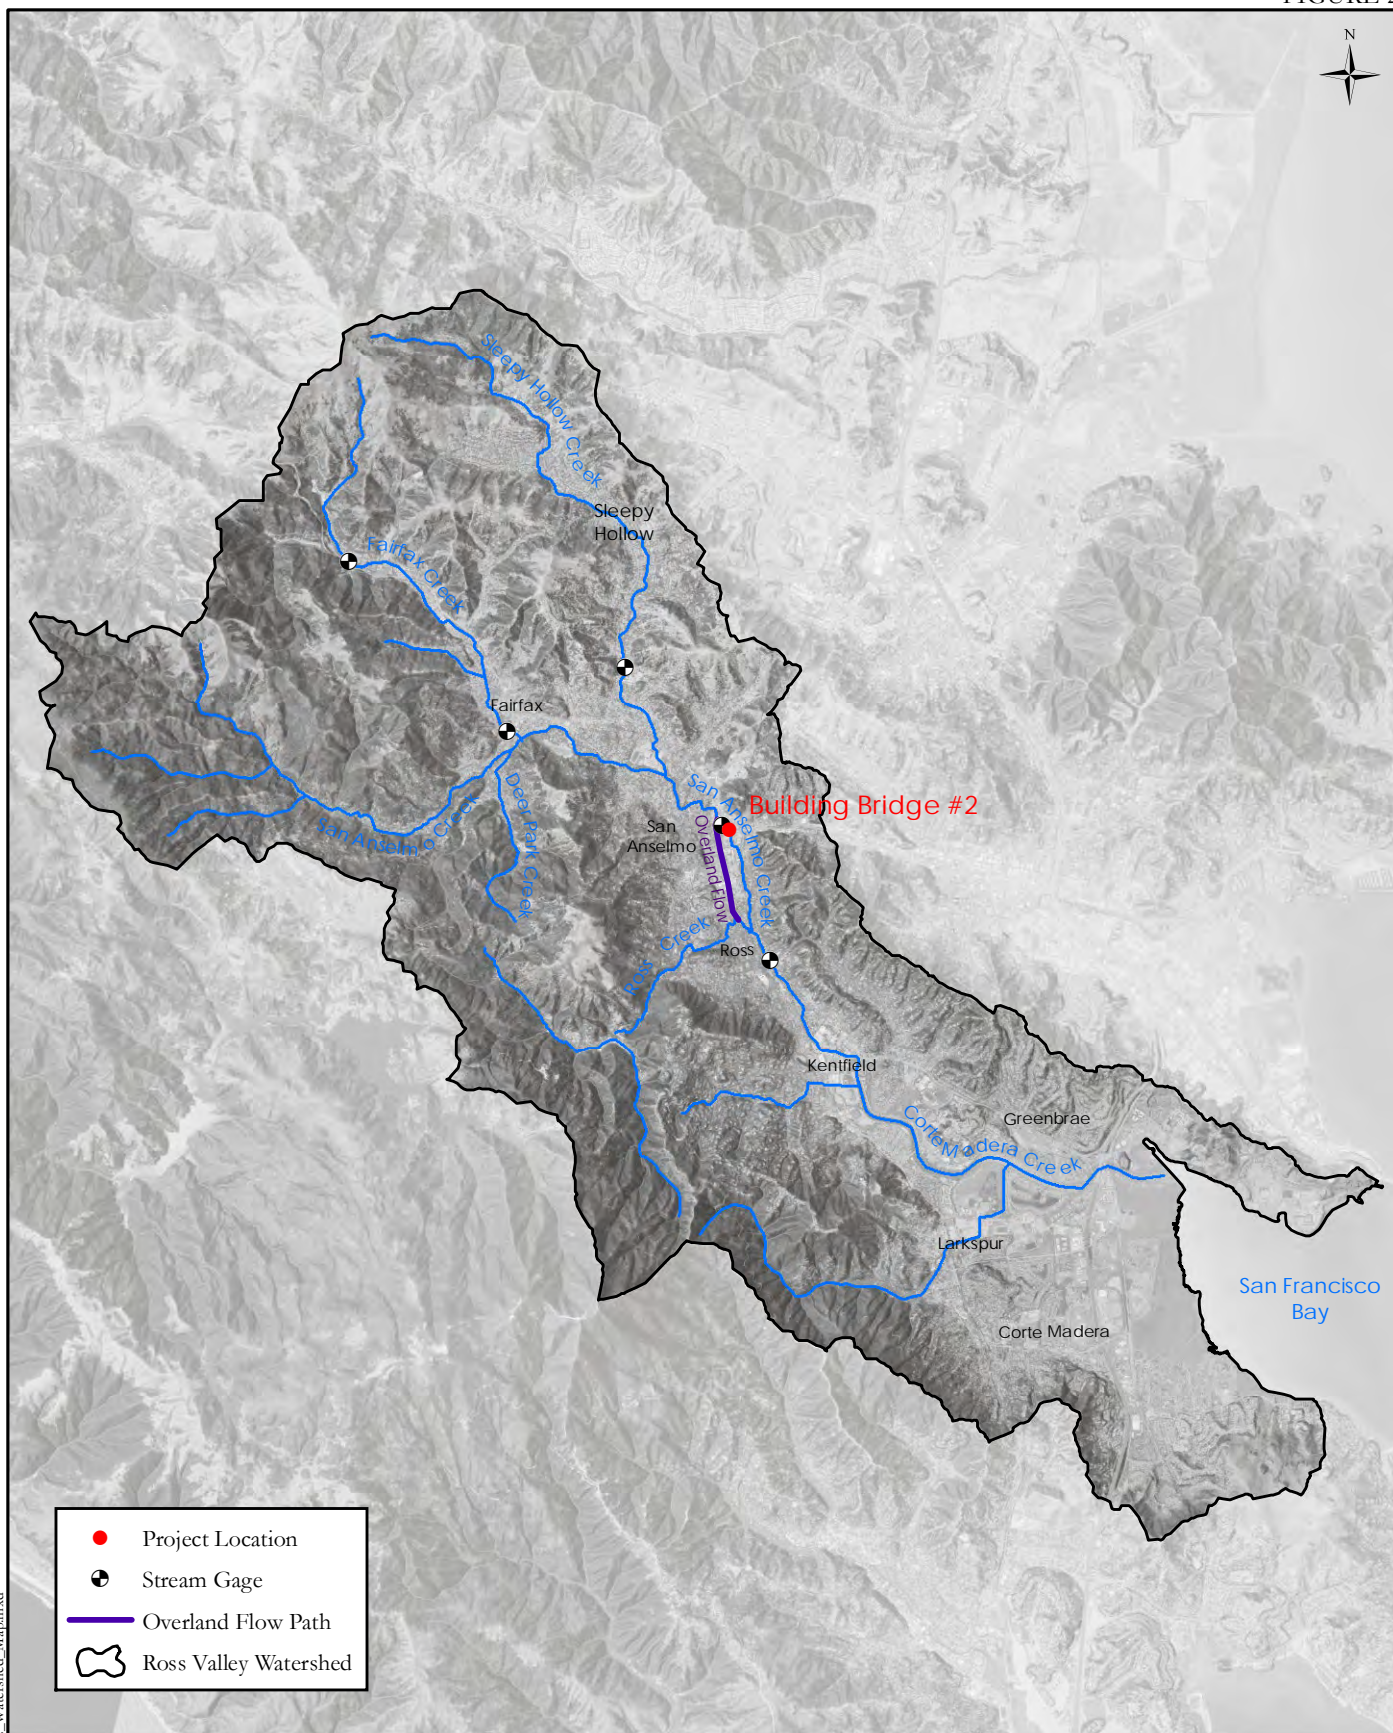 FIGURE 2
N
Sleepy Hollow Creek
Sleepy
Hollow
Fairfax Creek
Fairfax
San Anselmo Creek
Deer Park Creek
San Anselmo Creek
Building Bridge #2
San
Anselmo
Overland Flow
Ross Creek
Ross
Kentfield
Greenbrae
Corte Madera Creek
Larkspur
San Francisco
Bay
Corte Madera
Project Location
Stream Gage
Overland Flow Path
Ross Valley Watershed